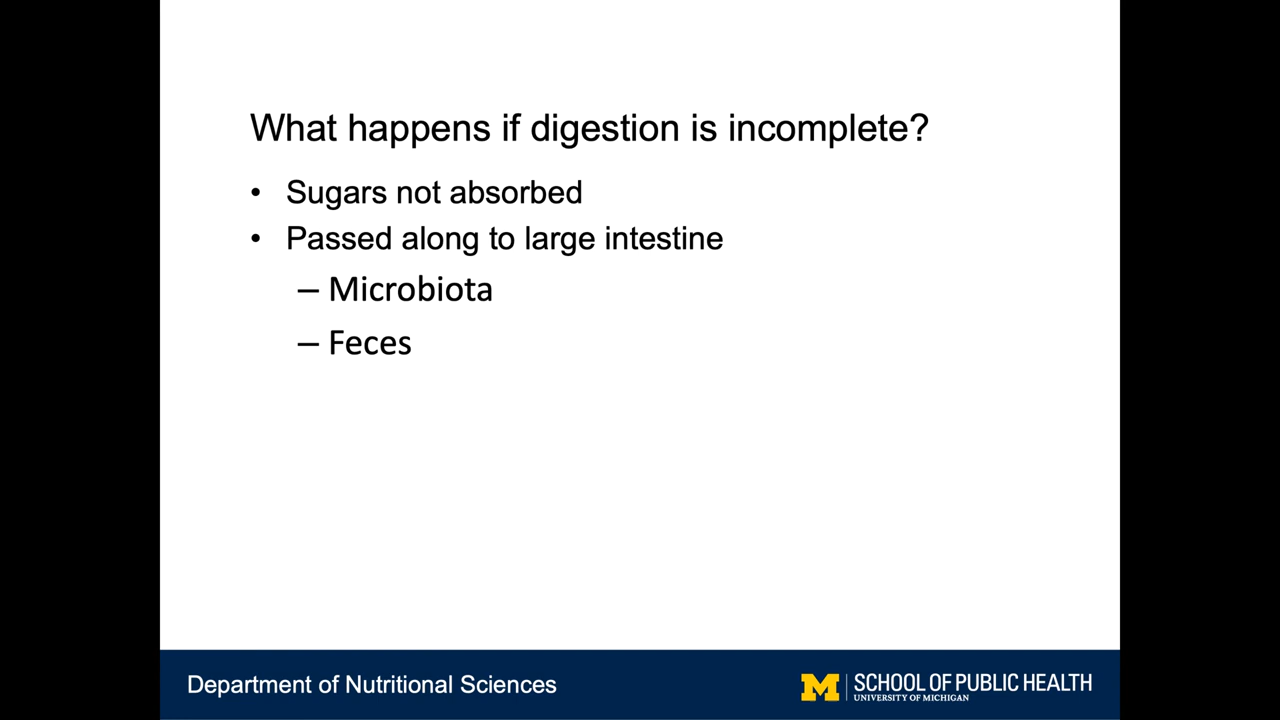 What happens if digestion is incomplete?
• Sugars not absorbed
• Passed along to large intestine
– Microbiota
– Feces
Department of Nutritional Sciences
M SCHOOL OF PUBLIC HEALTH
UNIVERSITY OF MICHIGAN